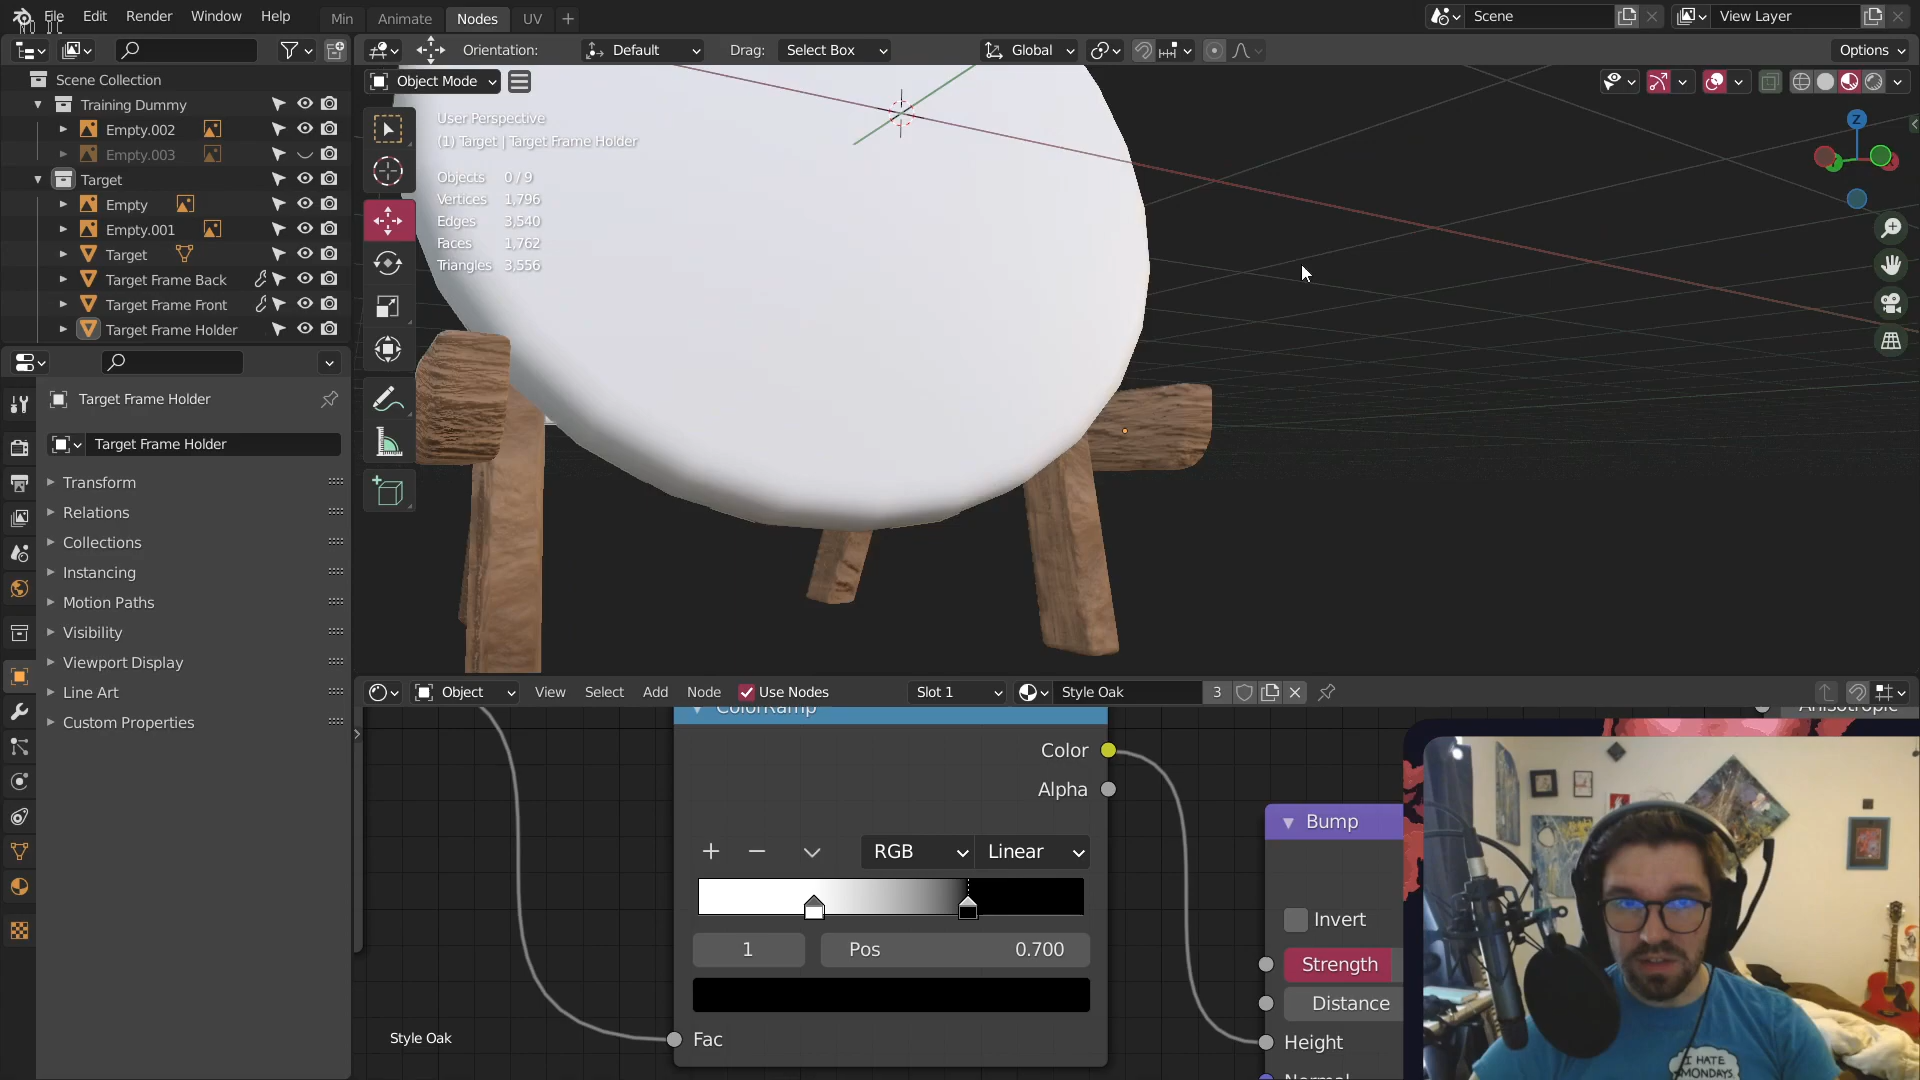 File Edit Render Window Help Min Animate Nodes UV Scene View Layer
Orientation: Default Drag: Select Box Global Options
Scene Collection
Training Dummy
Empty.002
Empty.003
Target
Empty
Empty.001
Target
Target Frame Back
Target Frame Front
Target Frame Holder
Object Mode
User Perspective
(1) Target | Target Frame Holder
Objects 0 / 9
Vertices 1,796
Edges 3,540
Faces 1,762
Triangles 3,556
Z
Target Frame Holder
Target Frame Holder
Transform
Relations
Collections
Instancing
Motion Paths
Visibility
Viewport Display
Line Art
Custom Properties
Object View Select Add Node Use Nodes Slot 1 Style Oak 3
ColorRamp
Anisotropic
Color
Alpha
RGB Linear
1 Pos 0.700
Fac
Style Oak
Bump
Invert
Strength
Distance
Height
Normal
I HATE
MONDAYS